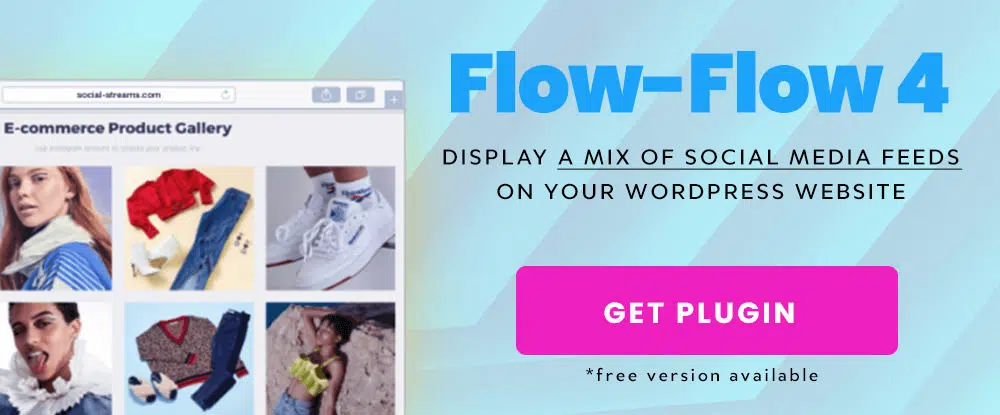 social-streams.com
E-commerce Product Gallery
Flow-Flow 4
DISPLAY A MIX OF SOCIAL MEDIA FEEDS
ON YOUR WORDPRESS WEBSITE
GET PLUGIN
*free version available